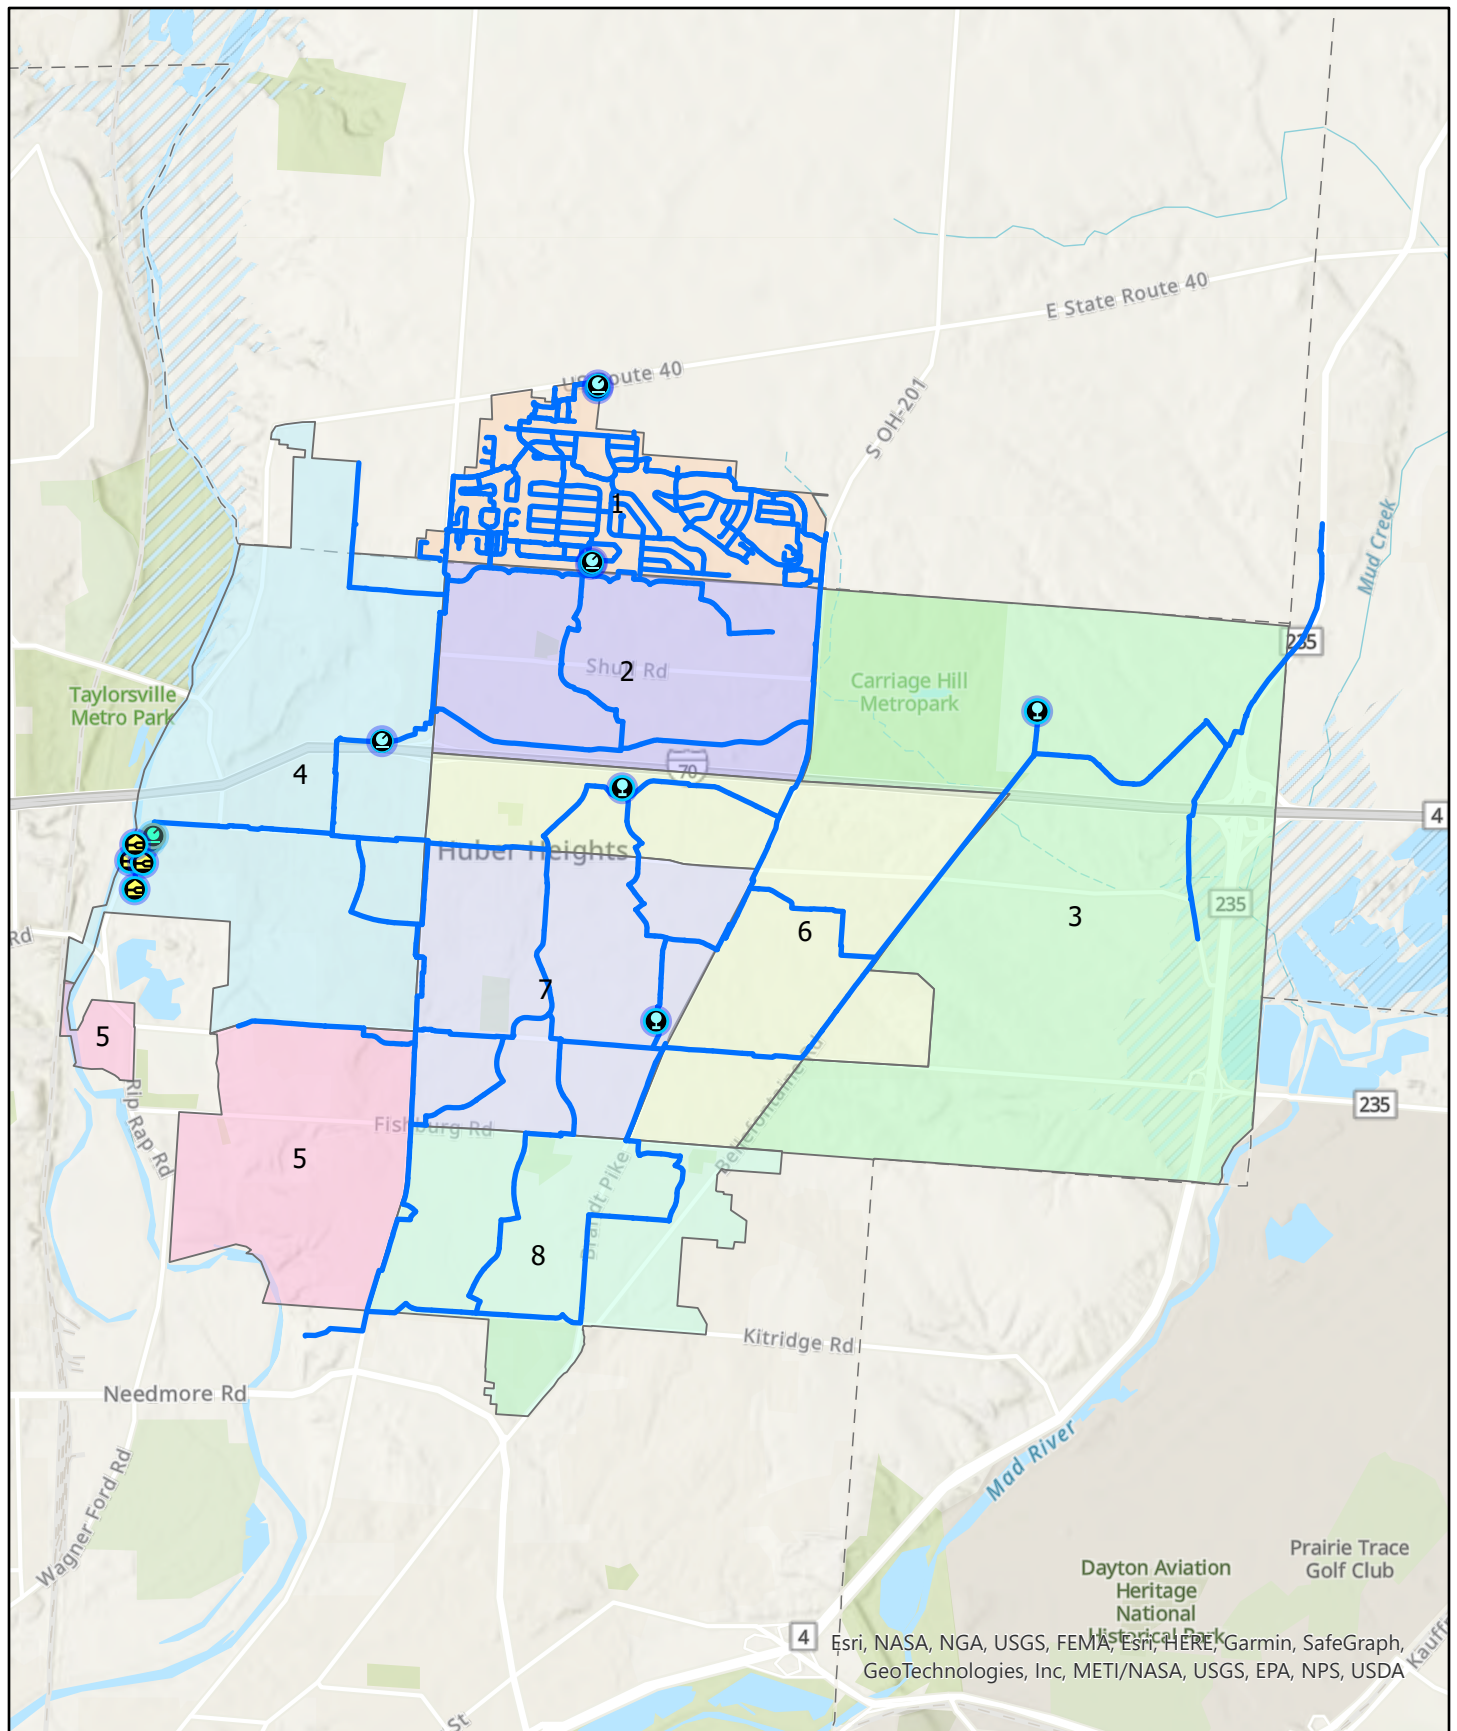 E State Route 40
US Route 40
S OH-201
1
Mud Creek
235
Shull Rd
2
Carriage Hill
Metropark
Taylorsville
Metro Park
70
4
4
Huber Heights
235
3
6
Rd
7
5
Rip Rap Rd
235
Fishburg Rd
Bellefontaine Rd
5
Brandt Pike
8
Kitridge Rd
Needmore Rd
Mad River
Wagner Ford Rd
Prairie Trace
Golf Club
Dayton Aviation
Heritage
National
Historical Park
4
Esri, NASA, NGA, USGS, FEMA, Esri, HERE, Garmin, SafeGraph,
GeoTechnologies, Inc, METI/NASA, USGS, EPA, NPS, USDA
St